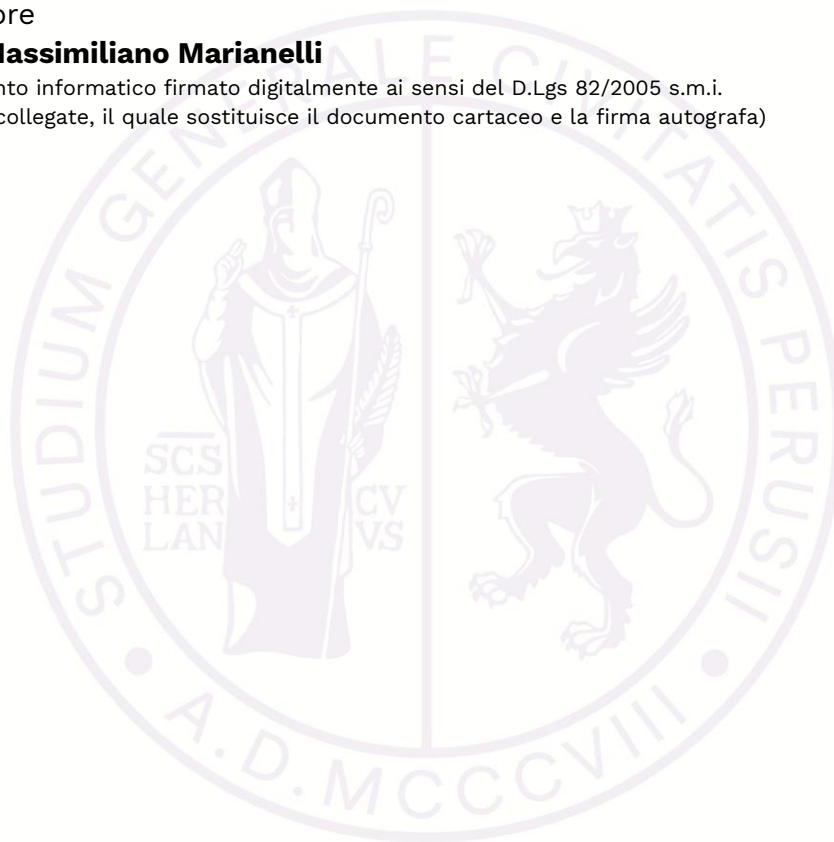 ore
Massimiliano Marianelli
nto informatico firmato digitalmente ai sensi del D.Lgs 82/2005 s.m.i.
collegate, il quale sostituisce il documento cartaceo e la firma autografa)
STUDIUM GENERALE CIVITATIS PERUSII
SCS
HER CV
LAN VS
A.D. MCCCVIII